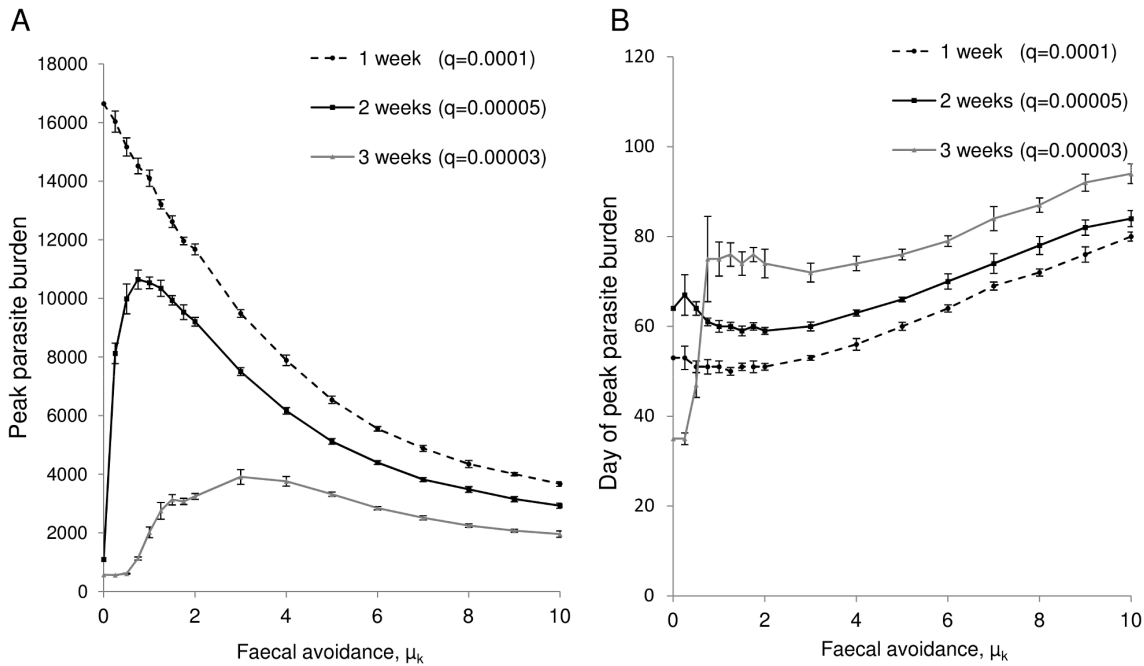 A
1 week (q=0.0001)
2 weeks (q=0.00005)
3 weeks (q=0.00003)
Peak parasite burden
18000
16000
14000
12000
10000
8000
6000
4000
2000
0
0 2 4 6 8 10
Faecal avoidance, μk
B
1 week (q=0.0001)
2 weeks (q=0.00005)
3 weeks (q=0.00003)
Day of peak parasite burden
120
100
80
60
40
20
0
0 2 4 6 8 10
Faecal avoidance, μk